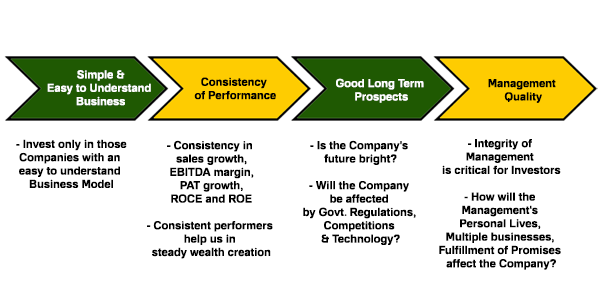 Simple &
Easy to Understand
Business
- Invest only in those
Companies with an
easy to understand
Business Model
Consistency
of Performance
- Consistency in
sales growth,
EBITDA margin,
PAT growth,
ROCE and ROE
- Consistent performers
help us in
steady wealth creation
Good Long Term
Prospects
- Is the Company's
future bright?
- Will the Company
be affected
by Govt. Regulations,
Competitions
& Technology?
Management
Quality
- Integrity of
Management
is critical for Investors
- How will the
Management's
Personal Lives,
Multiple businesses,
Fulfillment of Promises
affect the Company?